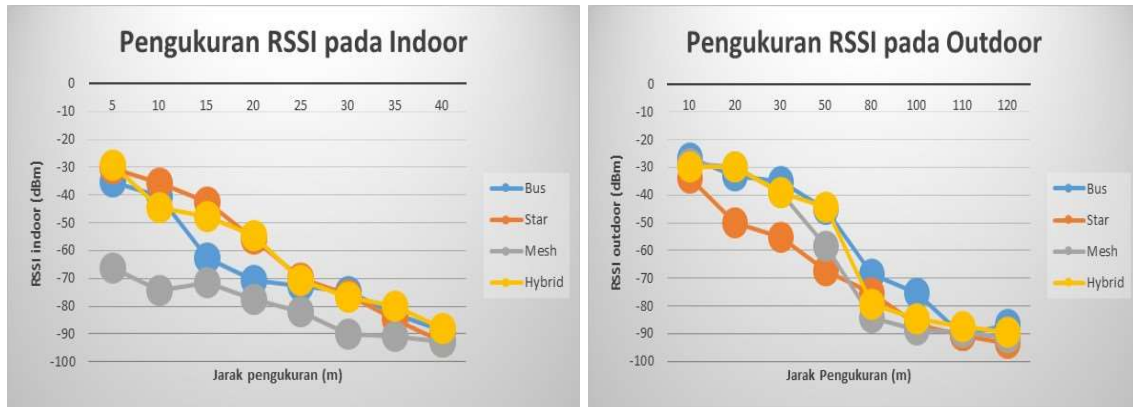 Pengukuran RSSI pada Indoor
0
5 10 15 20 25 30 35 40
-10
-20
-30
-40
-50
-60
-70
-80
-90
-100
RSSI indoor (dBm)
Jarak pengukuran (m)
Bus
Star
Mesh
Hybrid
Pengukuran RSSI pada Outdoor
0
10 20 30 50 80 100 110 120
-10
-20
-30
-40
-50
-60
-70
-80
-90
-100
RSSI outdoor (dBm)
Jarak Pengukuran (m)
Bus
Star
Mesh
Hybrid